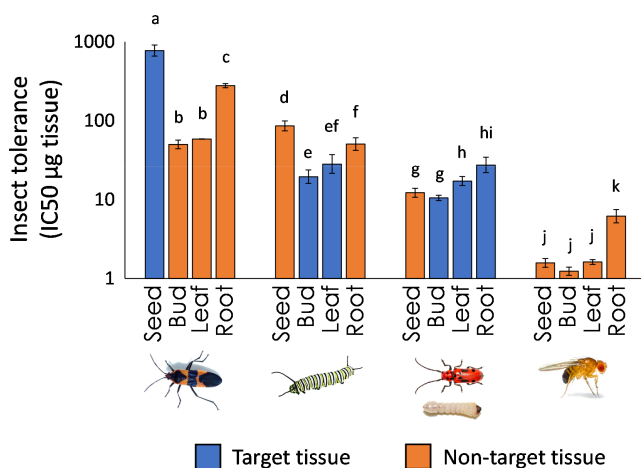 Insect tolerance
(IC50 µg tissue)
1000
100
10
1
a
b
b
c
d
e
ef
f
g
g
h
hi
j
j
j
k
Seed
Bud
Leaf
Root
Seed
Bud
Leaf
Root
Seed
Bud
Leaf
Root
Seed
Bud
Leaf
Root
Target tissue
Non-target tissue